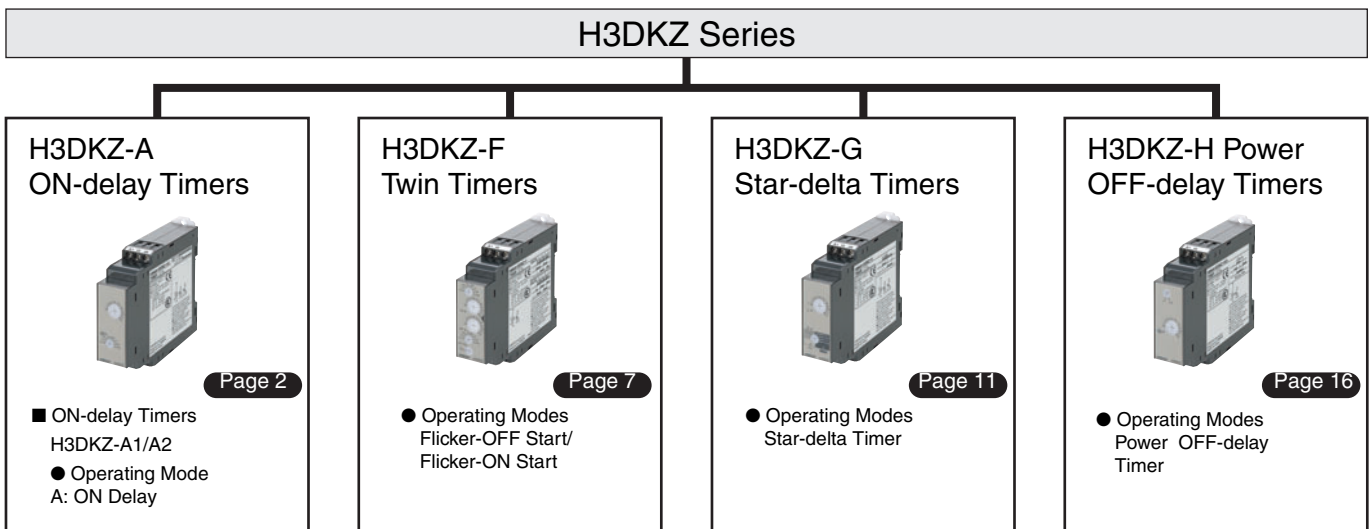 H3DKZ Series
H3DKZ-A
ON-delay Timers
Page 2
■ ON-delay Timers
H3DKZ-A1/A2
● Operating Mode
A: ON Delay
H3DKZ-F
Twin Timers
Page 7
● Operating Modes
Flicker-OFF Start/
Flicker-ON Start
H3DKZ-G
Star-delta Timers
Page 11
● Operating Modes
Star-delta Timer
H3DKZ-H Power
OFF-delay Timers
Page 16
● Operating Modes
Power OFF-delay
Timer